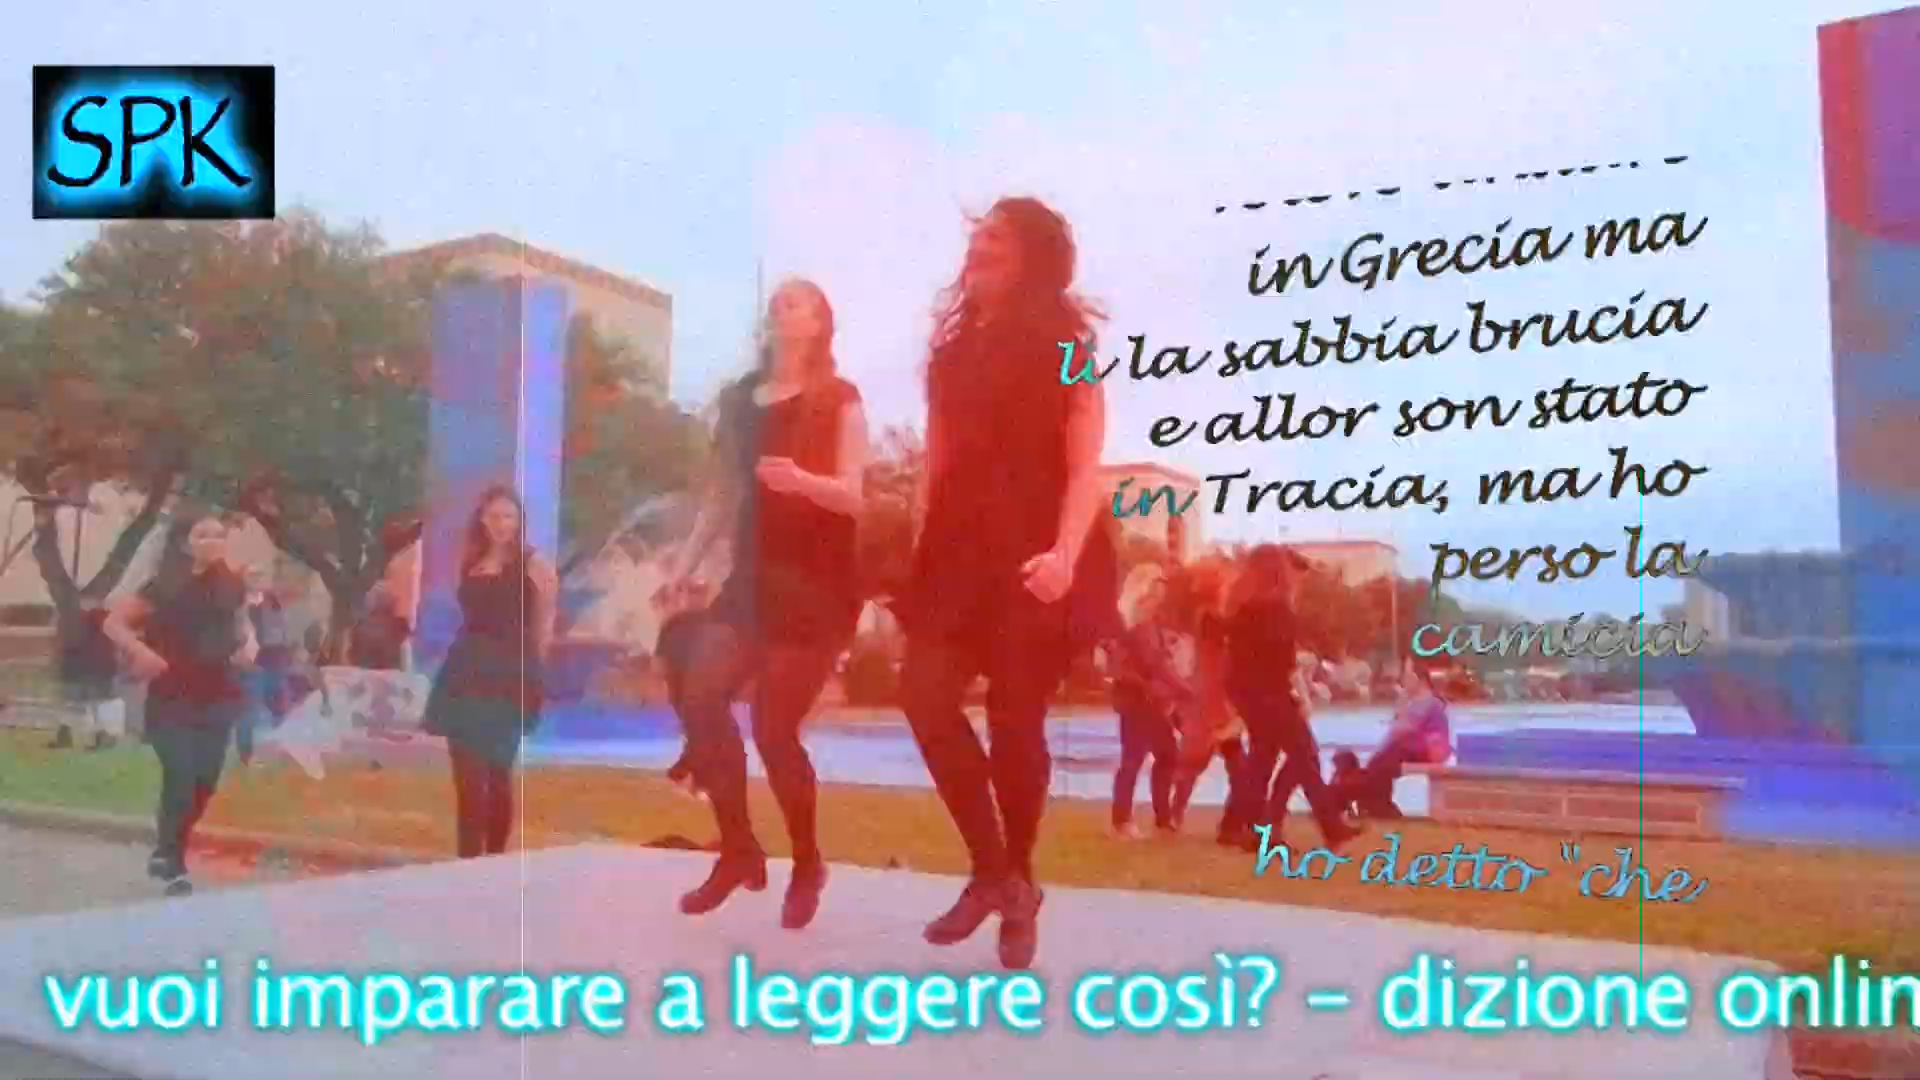 SPK
in Grecia ma
lì la sabbia brucia
e allor son stato
in Tracia, ma ho
perso la
camicia
ho detto "che
vuoi imparare a leggere così? – dizione onlin